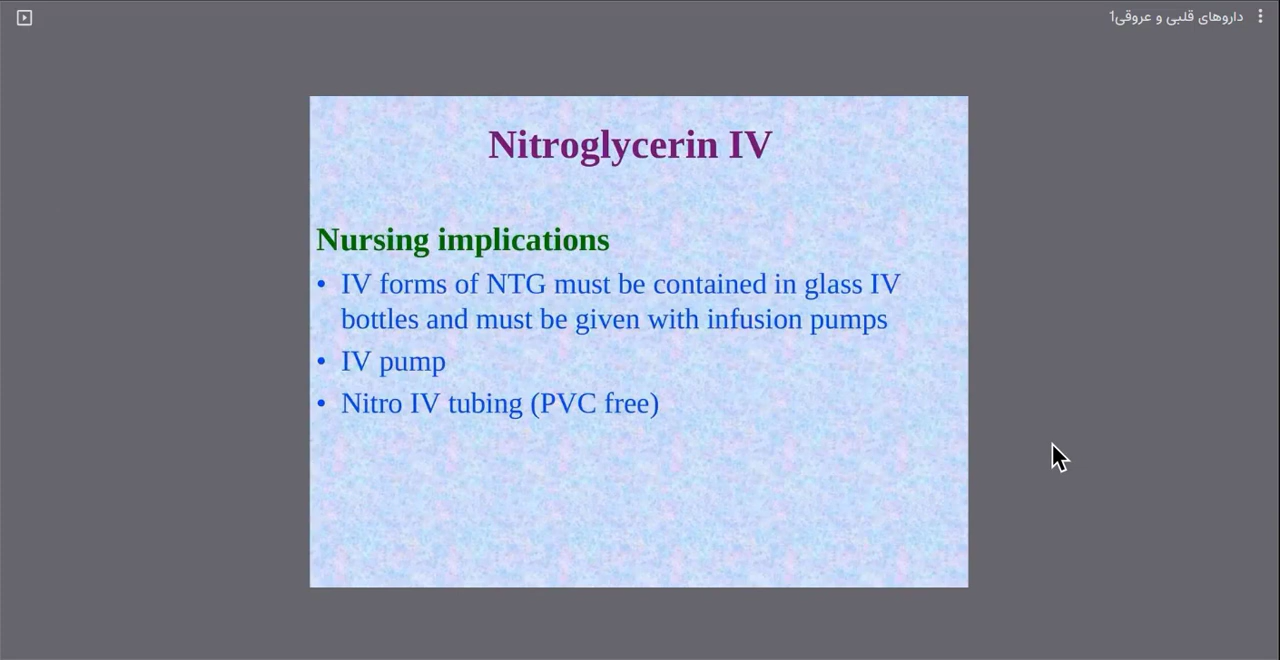 داروهای قلبی و عروقی1
Nitroglycerin IV
Nursing implications
• IV forms of NTG must be contained in glass IV
bottles and must be given with infusion pumps
• IV pump
• Nitro IV tubing (PVC free)